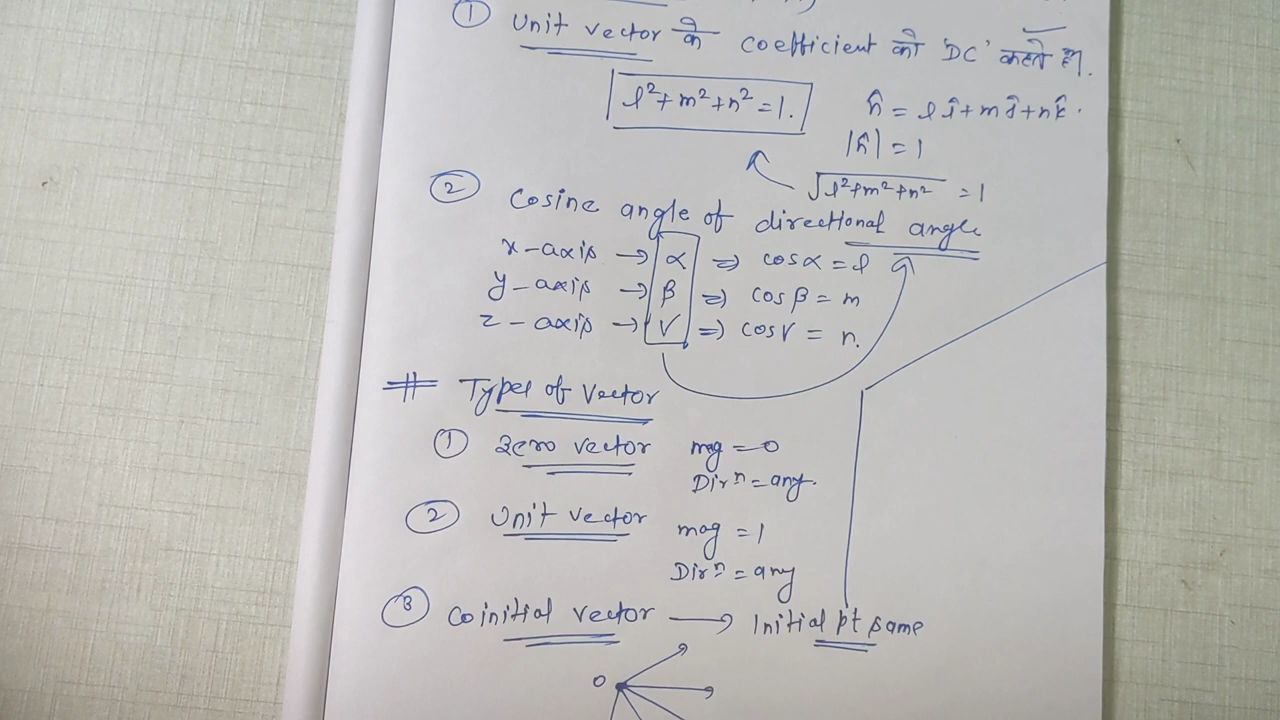 ① Unit vector के coefficient को 'DC' कहते हैं.
l²+m²+n²=1.
n̂ = lî+mĵ+nk̂.
|n̂| = 1
√l²+m²+n² = 1
② Cosine angle of directional angle
x-axis → α ⇒ cosα = l
y-axis → β ⇒ cosβ = m
z-axis → γ ⇒ cosγ = n.
# Types of Vector
① Zero vector mag = 0
Dirⁿ = any.
② Unit vector mag = 1
Dirⁿ = any
③ Coinitial vector → Initial pt same
O